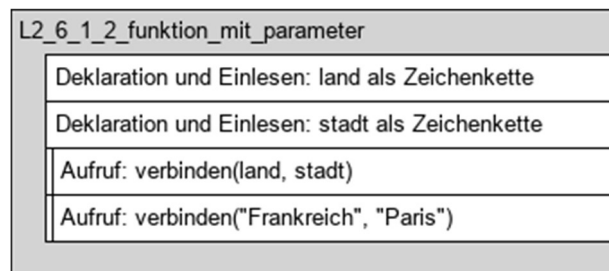 L2_6_1_2_funktion_mit_parameter
Deklaration und Einlesen: land als Zeichenkette
Deklaration und Einlesen: stadt als Zeichenkette
Aufruf: verbinden(land, stadt)
Aufruf: verbinden("Frankreich", "Paris")